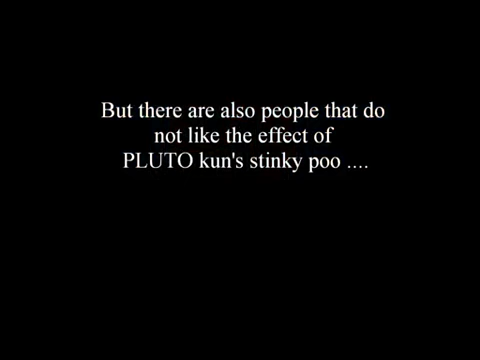 But there are also people that do
not like the effect of
PLUTO kun's stinky poo ....